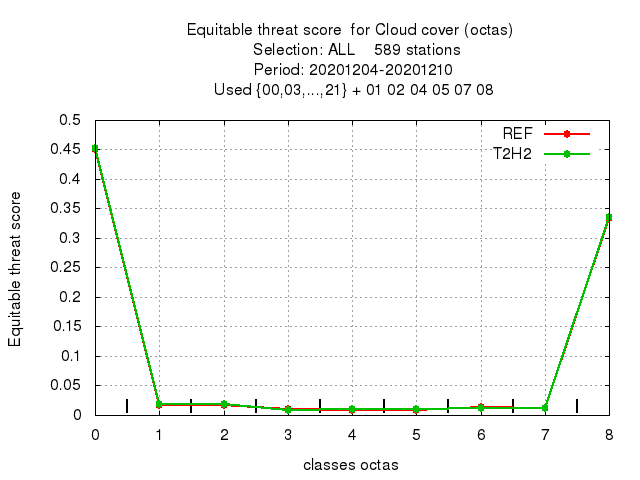 Equitable threat score  for Cloud cover (octas)
Selection: ALL    589 stations
Period: 20201204-20201210
Used {00,03,...,21} + 01 02 04 05 07 08
REF
T2H2
0.5
0.45
0.4
0.35
0.3
0.25
0.2
0.15
0.1
0.05
0
Equitable threat score
0 1 2 3 4 5 6 7 8
classes octas